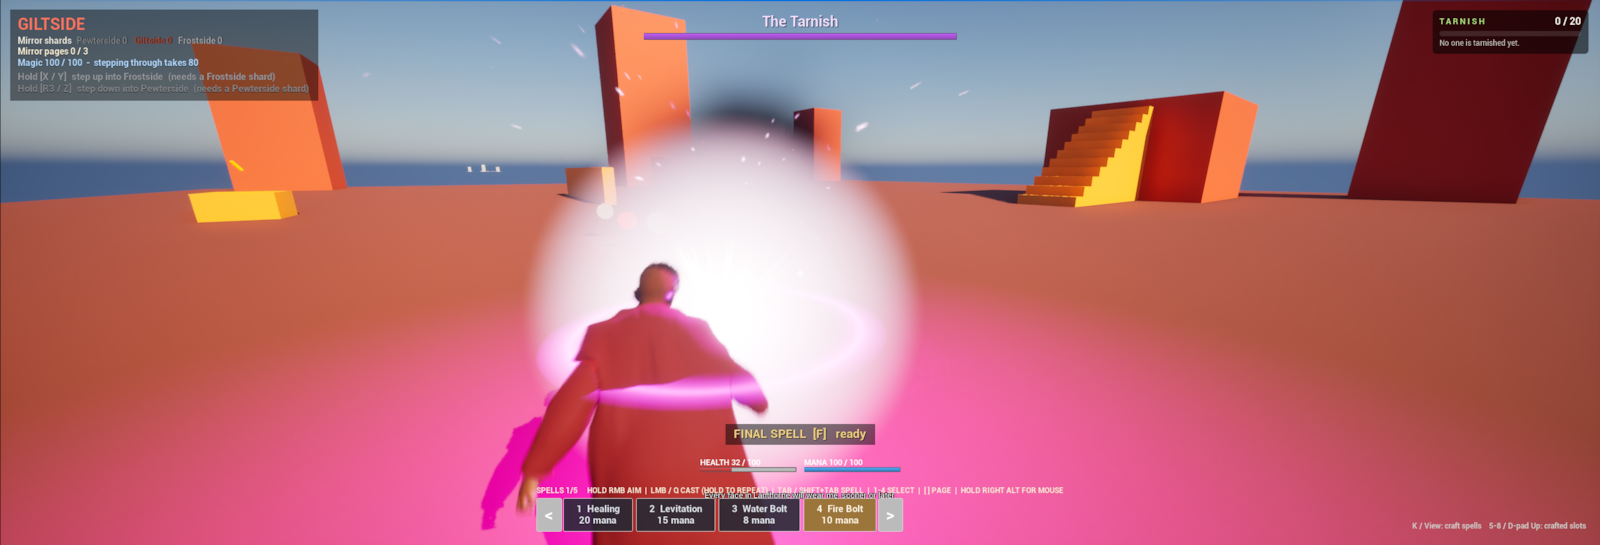 GILTSIDE
Mirror shards Pewterside 0 Giltside 0 Frostside 0
Mirror pages 0 / 3
Magic 100 / 100 - stepping through takes 80
Hold [X / Y] step up into Frostside (needs a Frostside shard)
Hold [R3 / Z] step down into Pewterside (needs a Pewterside shard)
The Tarnish
TARNISH 0 / 20
No one is tarnished yet.
FINAL SPELL [F] ready
HEALTH 32 / 100 MANA 100 / 100
SPELLS 1/5 HOLD RMB AIM | LMB / Q CAST (HOLD TO REPEAT) | TAB / SHIFT+TAB SPELL | 1-4 SELECT | [ ] PAGE | HOLD RIGHT ALT FOR MOUSE
< 1 Healing 2 Levitation 3 Water Bolt 4 Fire Bolt >
20 mana 15 mana 8 mana 10 mana
K / View: craft spells 5-8 / D-pad Up: crafted slots